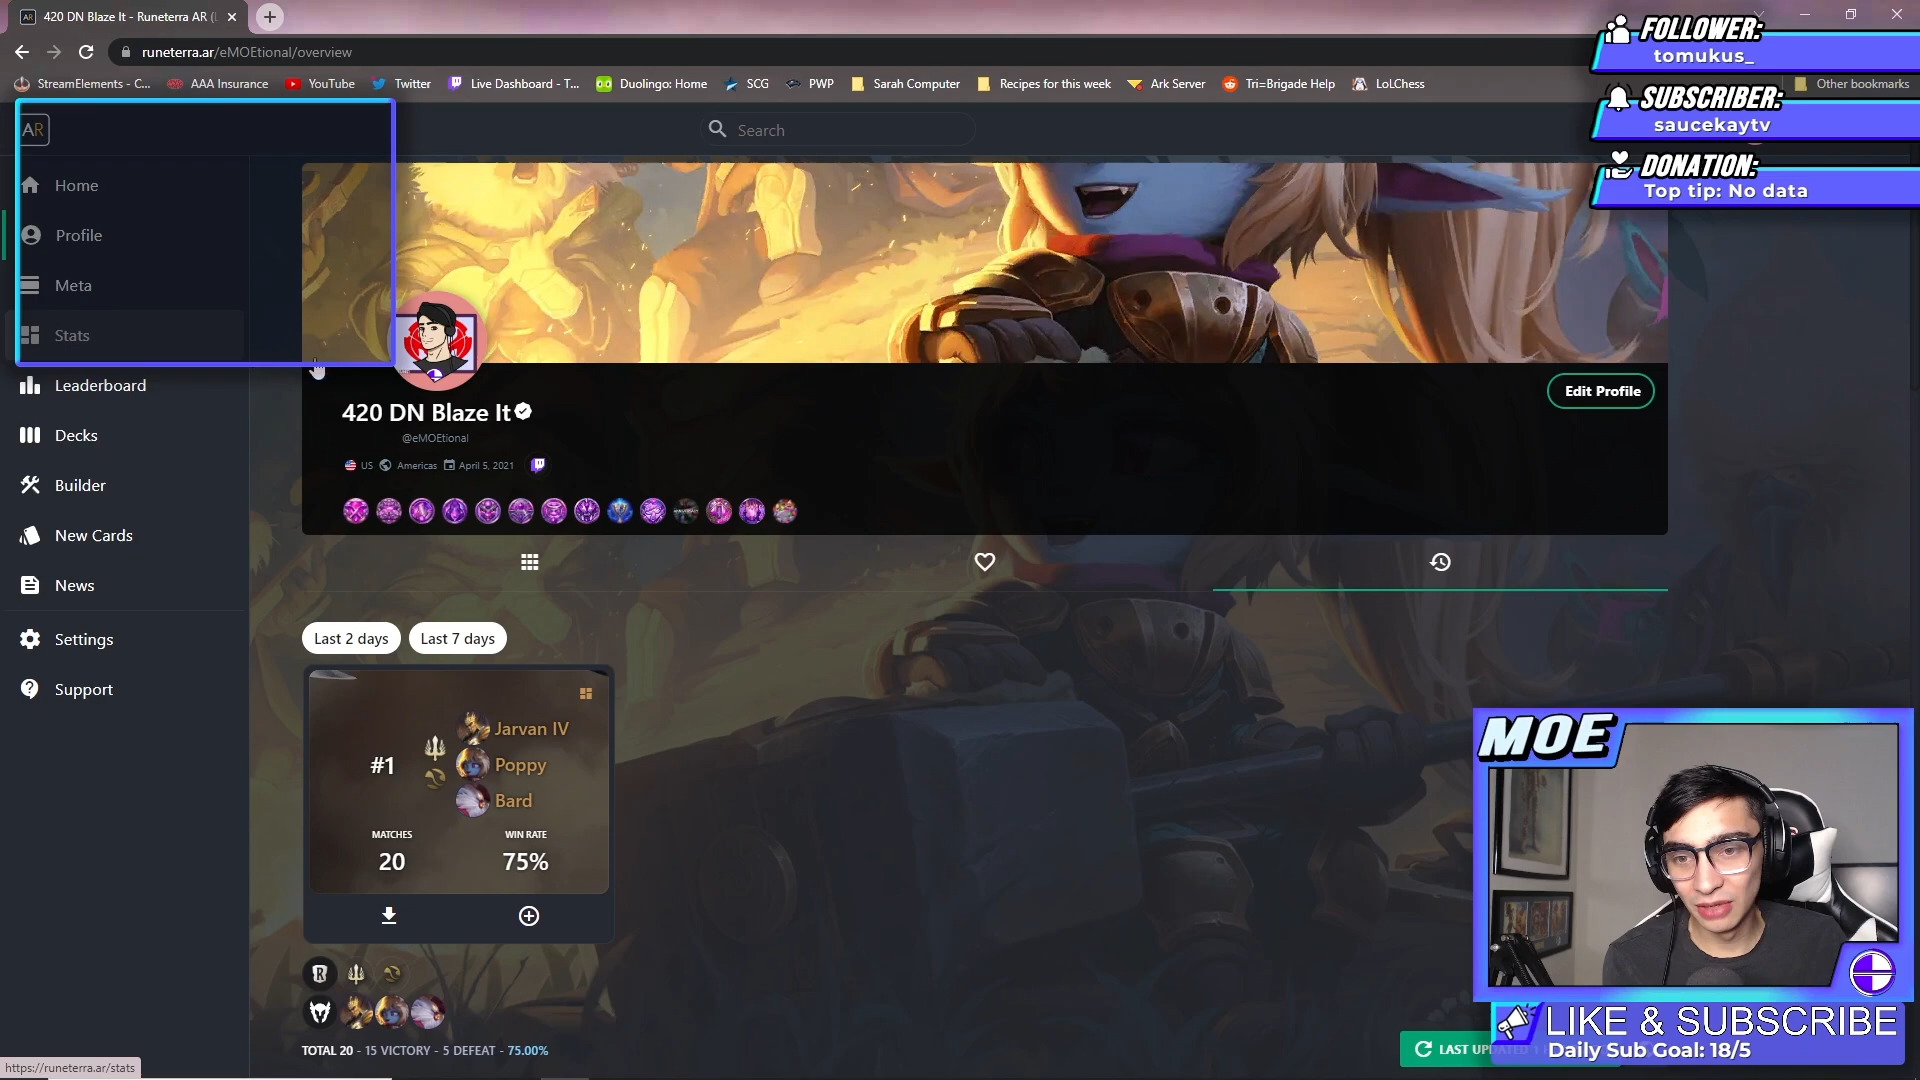 420 DN Blaze It - Runeterra AR (L
runeterra.ar/eMOEtional/overview
StreamElements - C... AAA Insurance YouTube Twitter Live Dashboard - T... Duolingo: Home SCG PWP Sarah Computer Recipes for this week Ark Server Tri=Brigade Help LoLChess Other bookmarks
FOLLOWER:
tomukus_
SUBSCRIBER:
saucekaytv
DONATION:
Top tip: No data
AR
Search
Home
Profile
Meta
Stats
Leaderboard
Decks
Builder
New Cards
News
Settings
Support
Edit Profile
420 DN Blaze It
@eMOEtional
US Americas April 5, 2021
Last 2 days Last 7 days
#1
Jarvan IV
Poppy
Bard
MATCHES WIN RATE
20 75%
TOTAL 20 - 15 VICTORY - 5 DEFEAT - 75.00%
MOE
LIKE & SUBSCRIBE
Daily Sub Goal: 18/5
LAST UPDATED
https://runeterra.ar/stats